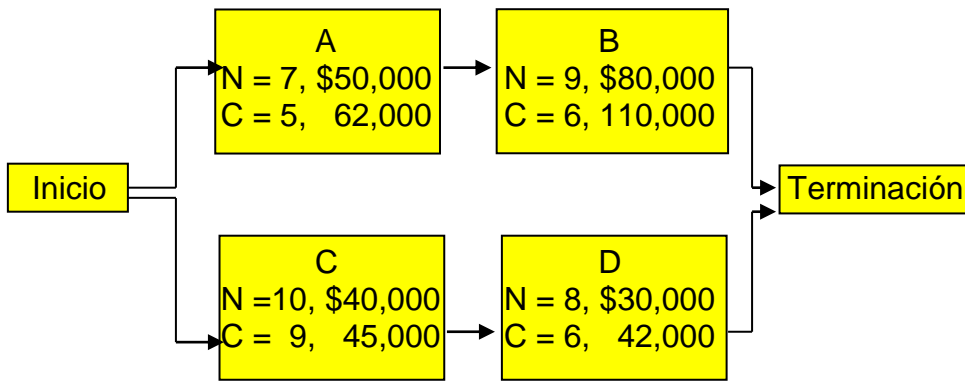 A
N = 7, $50,000
C = 5, 62,000
B
N = 9, $80,000
C = 6, 110,000
Inicio
Terminación
C
N =10, $40,000
C = 9, 45,000
D
N = 8, $30,000
C = 6, 42,000